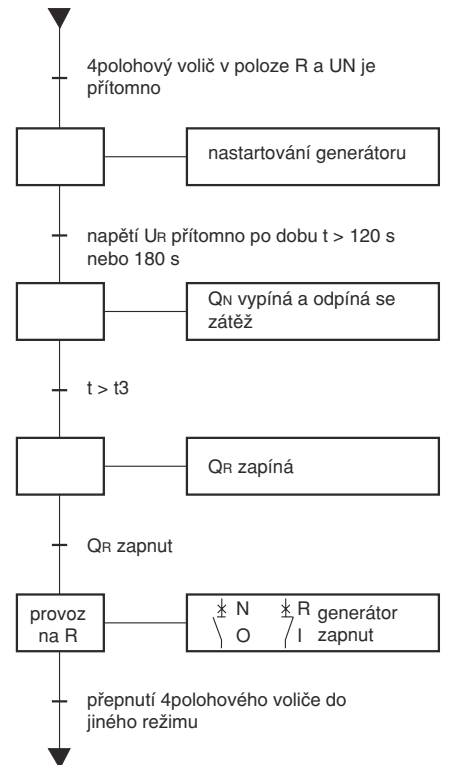 4polohový volič v poloze R a UN je
přítomno
nastartování generátoru
napětí UR přítomno po dobu t > 120 s
nebo 180 s
QN vypíná a odpíná se
zátěž
t > t3
QR zapíná
QR zapnut
provoz
na R
N R generátor
O I zapnut
přepnutí 4polohového voliče do
jiného režimu